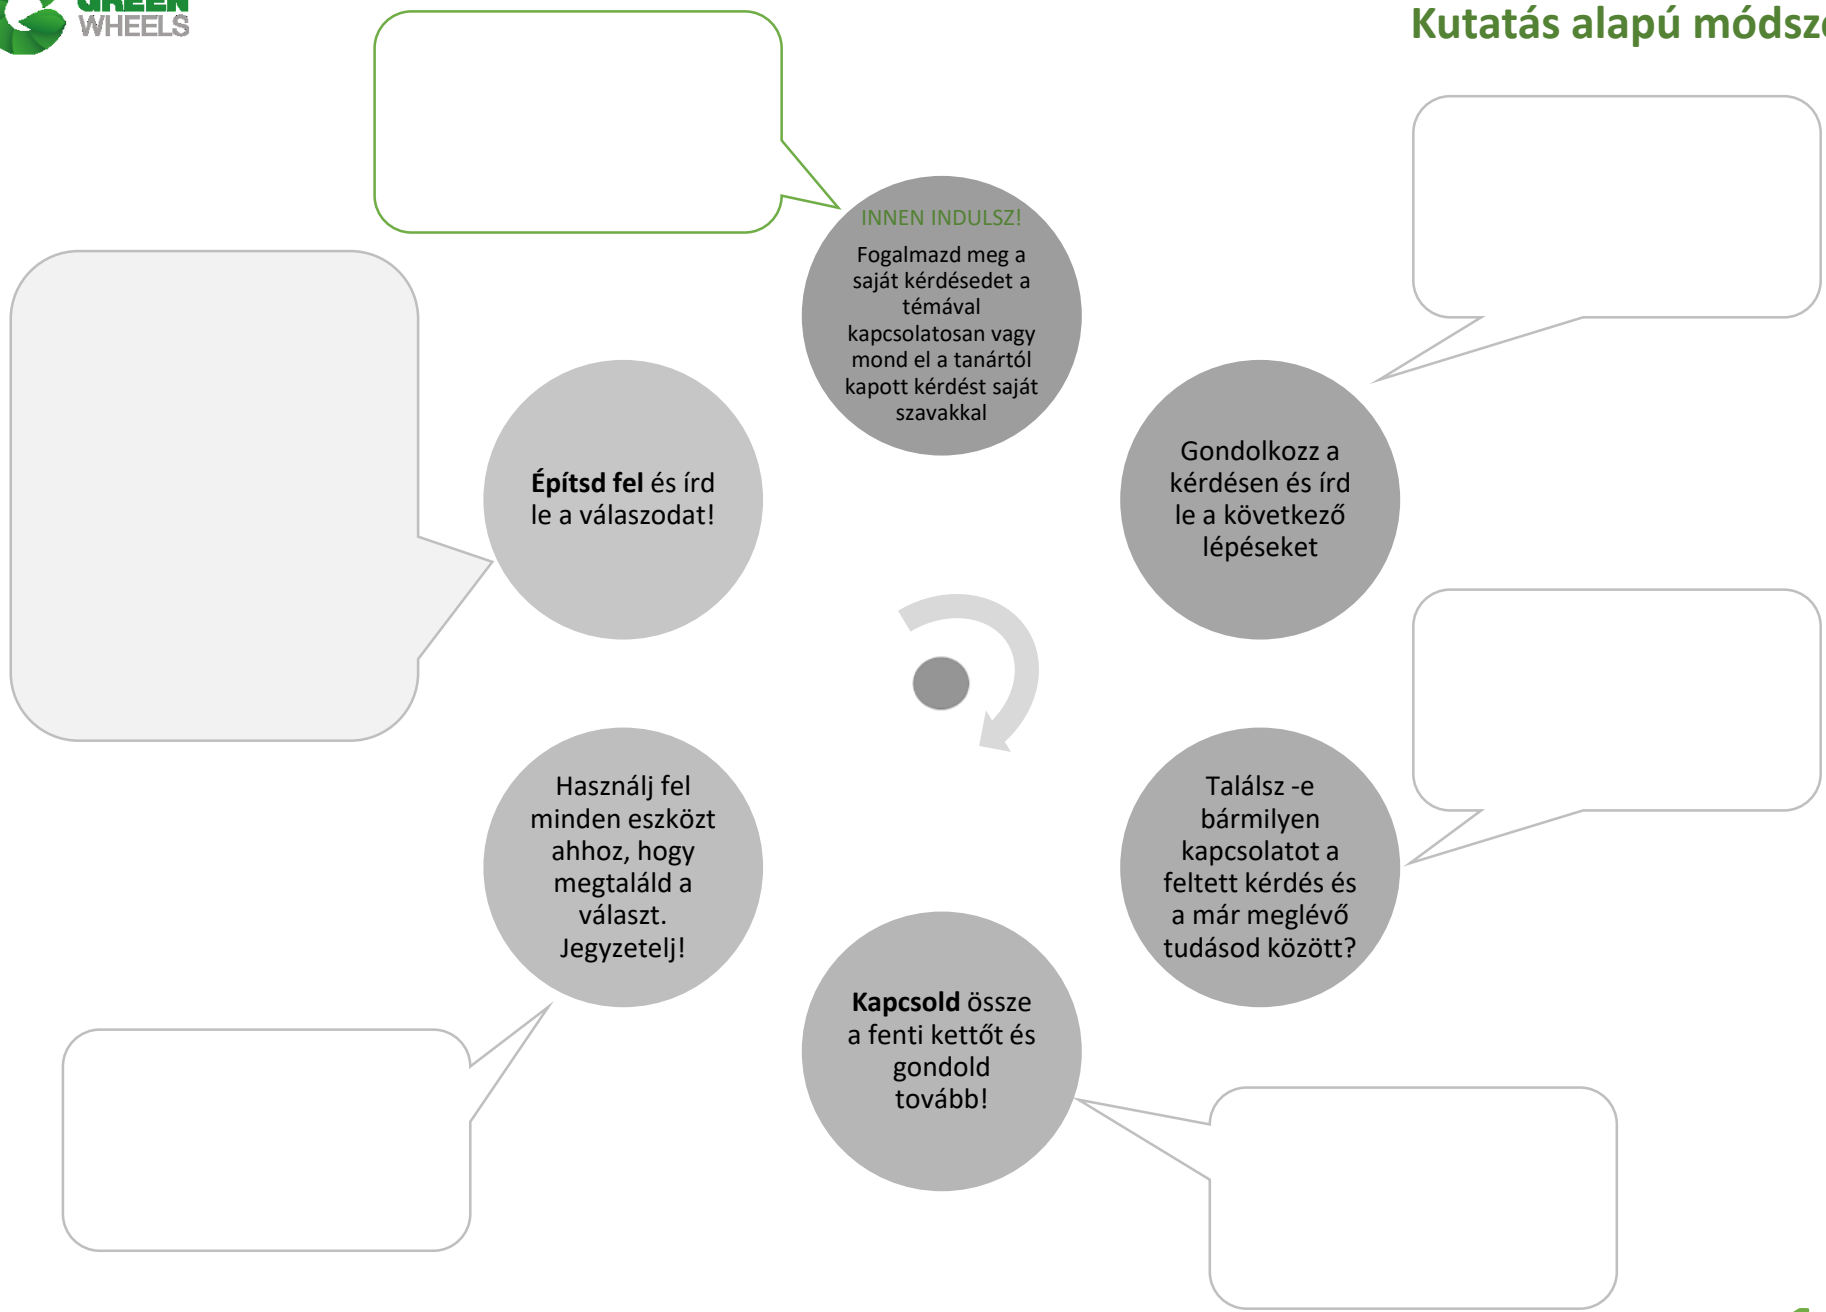 GREEN
WHEELS
Kutatás alapú
INNEN INDULSZ!
Fogalmazd meg a
saját kérdésedet a
témával
kapcsolatosan vagy
mond el a tanártól
kapott kérdést saját
szavakkal
Gondolkozz a
kérdésen és írd
le a következő
lépéseket
Találsz -e
bármilyen
kapcsolatot a
feltett kérdés és
a már meglévő
tudásod között?
Kapcsold össze
a fenti kettőt és
gondold
tovább!
Használj fel
minden eszközt
ahhoz, hogy
megtaláld a
választ.
Jegyzetelj!
Építsd fel és írd
le a válaszodat!